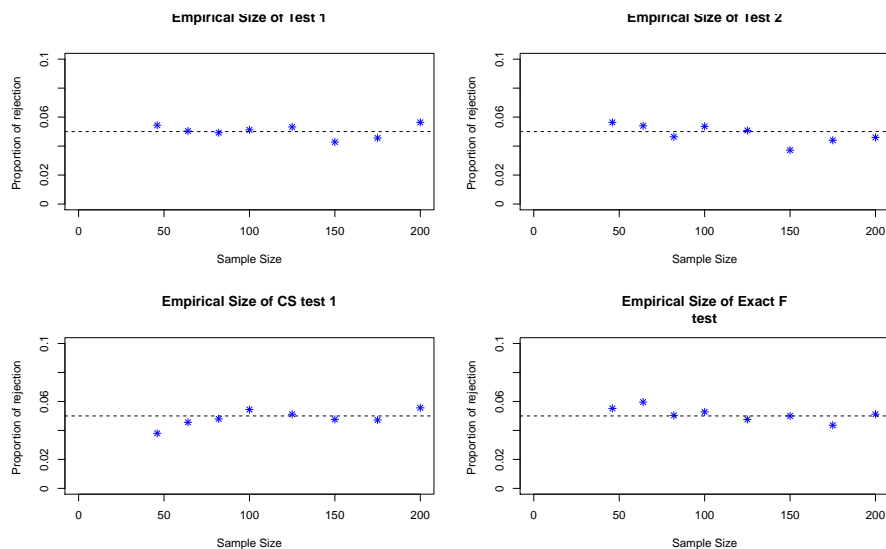 Empirical Size of Test 1
Proportion of rejection
0 0.02 0.06 0.1
0 50 100 150 200
Sample Size
Empirical Size of Test 2
Proportion of rejection
0 0.02 0.06 0.1
0 50 100 150 200
Sample Size
Empirical Size of CS test 1
Proportion of rejection
0 0.02 0.06 0.1
0 50 100 150 200
Sample Size
Empirical Size of Exact F
test
Proportion of rejection
0 0.02 0.06 0.1
0 50 100 150 200
Sample Size